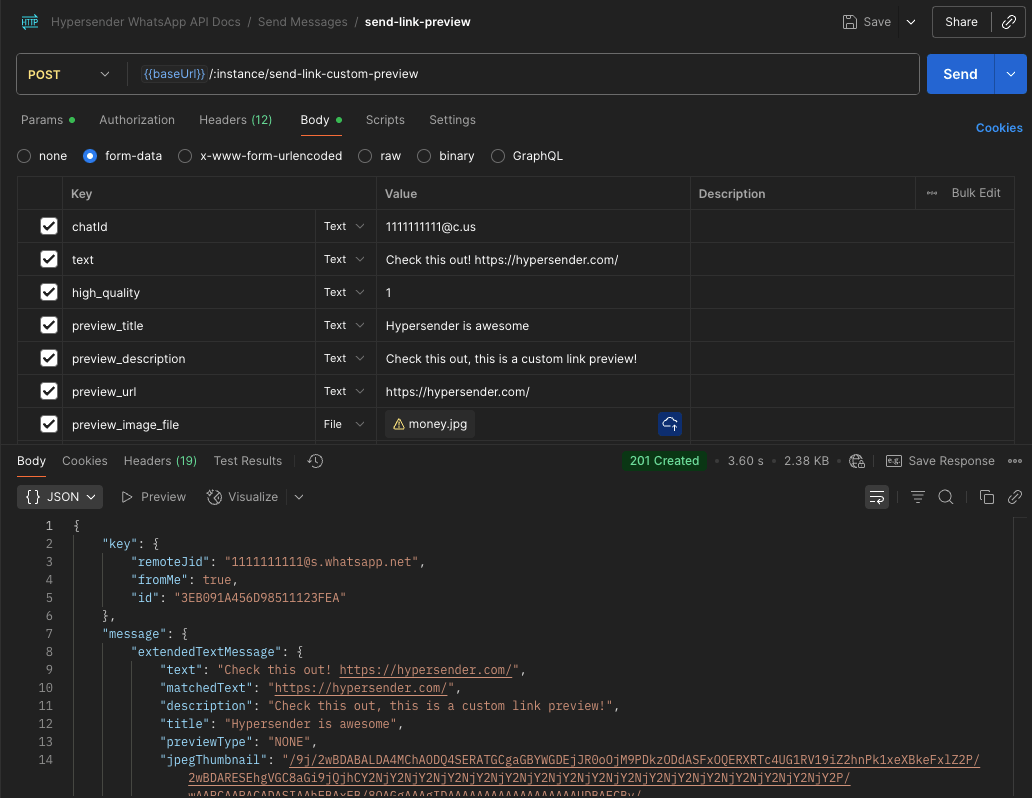 HTTP Hypersender WhatsApp API Docs / Send Messages / send-link-preview Save Share
POST {{baseUrl}} /:instance/send-link-custom-preview Send
Params Authorization Headers (12) Body Scripts Settings Cookies
none form-data x-www-form-urlencoded raw binary GraphQL
Key Value Description Bulk Edit
chatId Text 1111111111@c.us
text Text Check this out! https://hypersender.com/
high_quality Text 1
preview_title Text Hypersender is awesome
preview_description Text Check this out, this is a custom link preview!
preview_url Text https://hypersender.com/
preview_image_file File money.jpg
Body Cookies Headers (19) Test Results 201 Created • 3.60 s • 2.38 KB • e.g. Save Response
{} JSON Preview Visualize
1 {
2 "key": {
3 "remoteJid": "1111111111@s.whatsapp.net",
4 "fromMe": true,
5 "id": "3EB091A456D98511123FEA"
6 },
7 "message": {
8 "extendedTextMessage": {
9 "text": "Check this out! https://hypersender.com/",
10 "matchedText": "https://hypersender.com/",
11 "description": "Check this out, this is a custom link preview!",
12 "title": "Hypersender is awesome",
13 "previewType": "NONE",
14 "jpegThumbnail": "/9j/2wBDABALDA4MChAODQ4SERATGCgaGBYWGDEjJR0oOjM9PDkzODdASFxOQERXRTc4UG1RV19iZ2hnPk1xeXBkeFxlZ2P/
2wBDARESEhgVGC8aGi9jQjhCY2NjY2NjY2NjY2NjY2NjY2NjY2NjY2NjY2NjY2NjY2NjY2NjY2NjY2NjY2NjY2NjY2P/